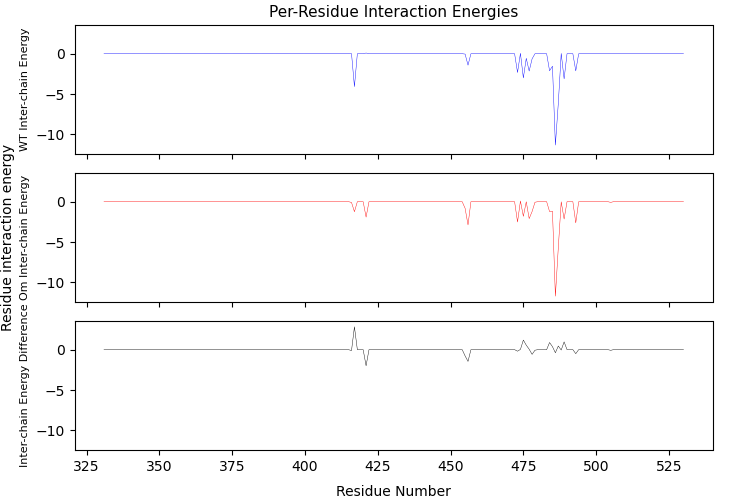 Per-Residue Interaction Energies
WT Inter-chain Energy
0
−5
−10
Residue interaction energy
Om Inter-chain Energy
0
−5
−10
Inter-chain Energy Difference
0
−5
−10
325 350 375 400 425 450 475 500 525
Residue Number